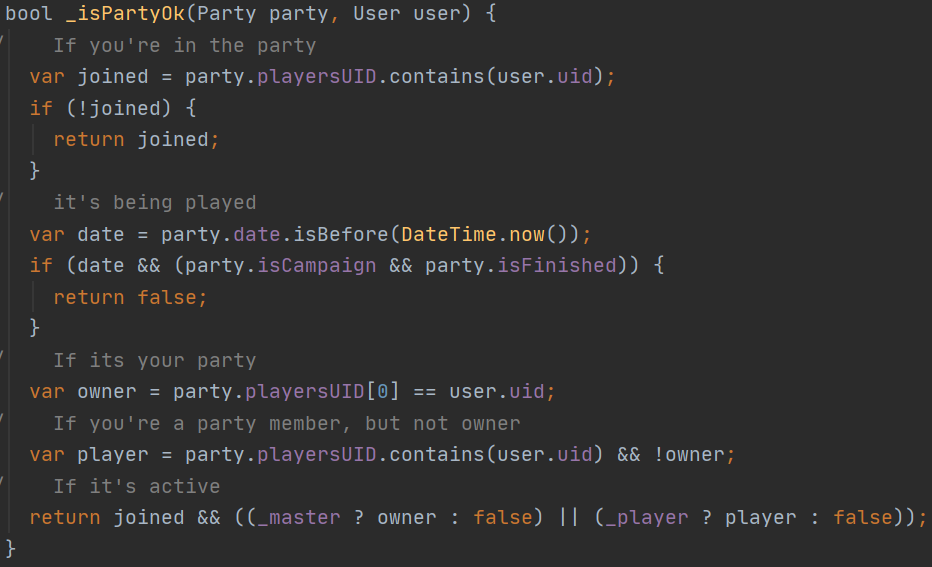 bool _isPartyOk(Party party, User user) {
/ If you're in the party
var joined = party.playersUID.contains(user.uid);
if (!joined) {
return joined;
}
/ it's being played
var date = party.date.isBefore(DateTime.now());
if (date && (party.isCampaign && party.isFinished)) {
return false;
}
/ If its your party
var owner = party.playersUID[0] == user.uid;
/ If you're a party member, but not owner
var player = party.playersUID.contains(user.uid) && !owner;
/ If it's active
return joined && ((_master ? owner : false) || (_player ? player : false));
}